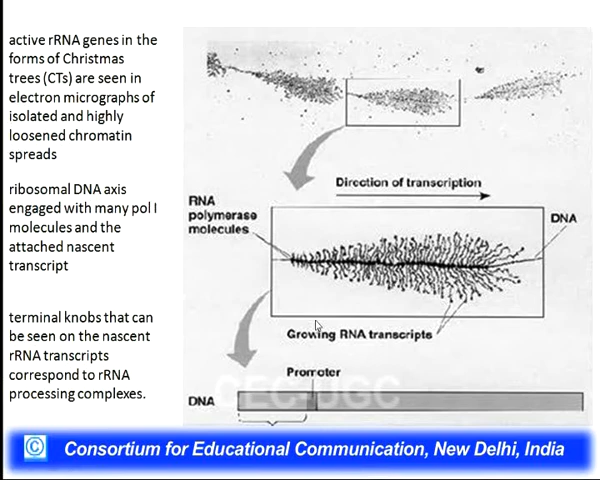 active rRNA genes in the
forms of Christmas
trees (CTs) are seen in
electron micrographs of
isolated and highly
loosened chromatin
spreads
ribosomal DNA axis
engaged with many pol I
molecules and the
attached nascent
transcript
terminal knobs that can
be seen on the nascent
rRNA transcripts
correspond to rRNA
processing complexes.
Direction of transcription
RNA
polymerase
molecules
DNA
Growing RNA transcripts
Promoter
DNA
CEC-UGC
© Consortium for Educational Communication, New Delhi, India